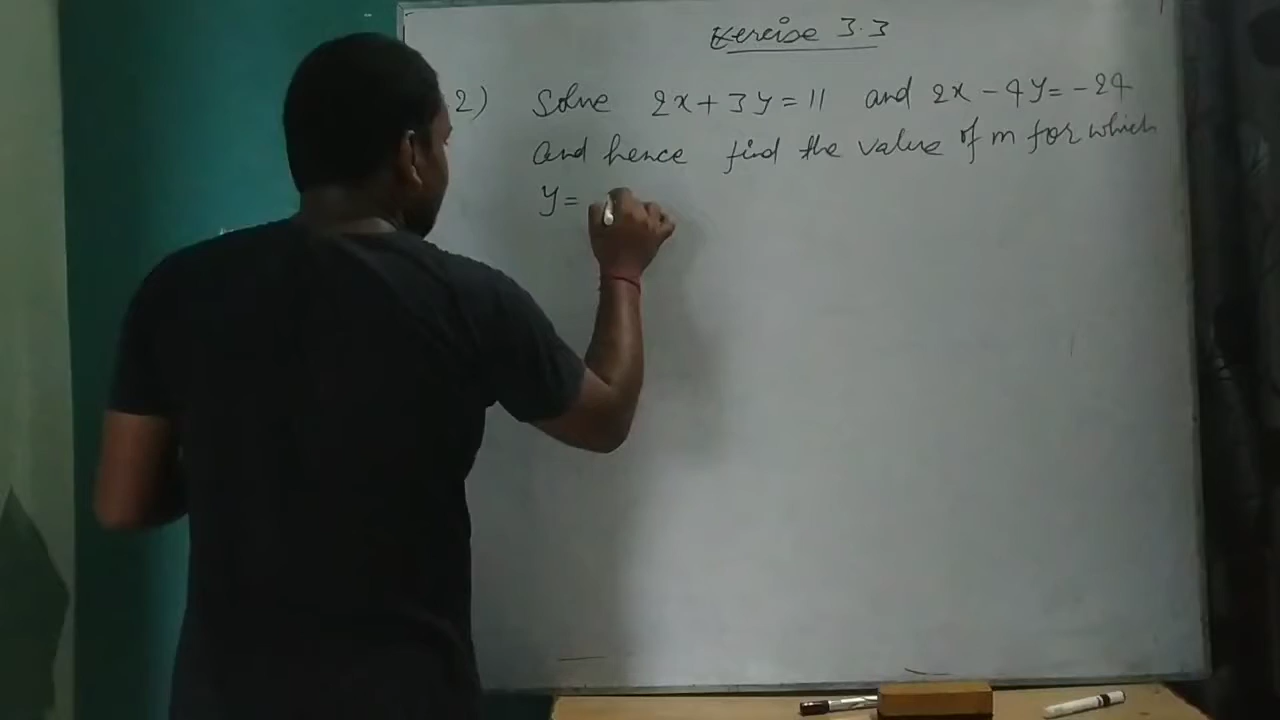 Exercise 3.3
2) Solve 2x + 3y = 11 and 2x - 4y = -24
and hence find the value of m for which
y =